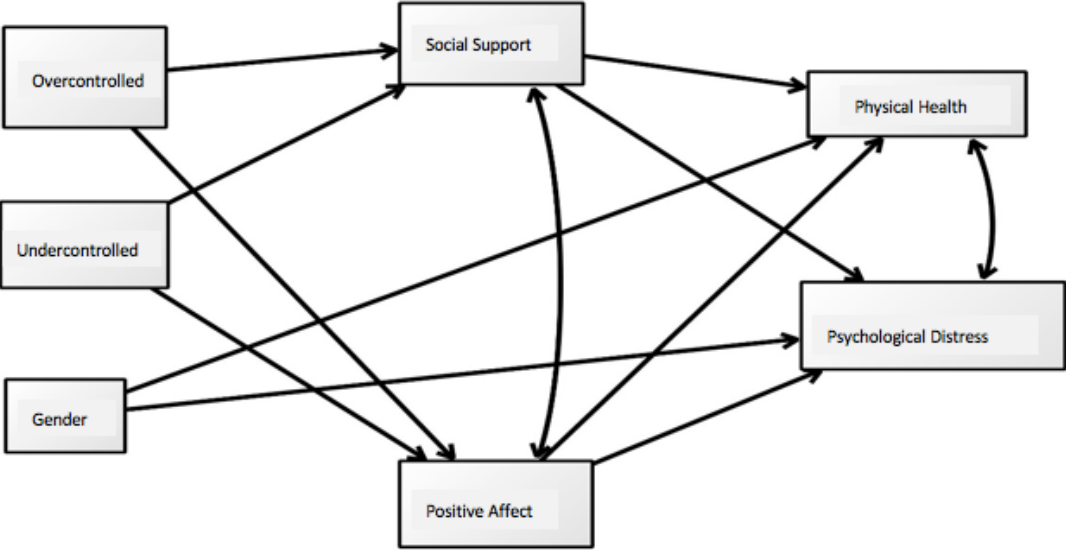 Social Support
Overcontrolled
Physical Health
Undercontrolled
Psychological Distress
Gender
Positive Affect